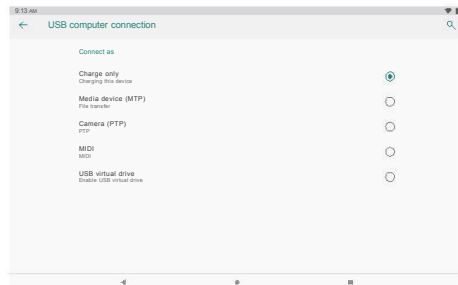 9:13 AM
USB computer connection
Connect as
Charge only
Charging this device
Media device (MTP)
File transfer
Camera (PTP)
PTP
MIDI
MIDI
USB virtual drive
Enable USB virtual drive